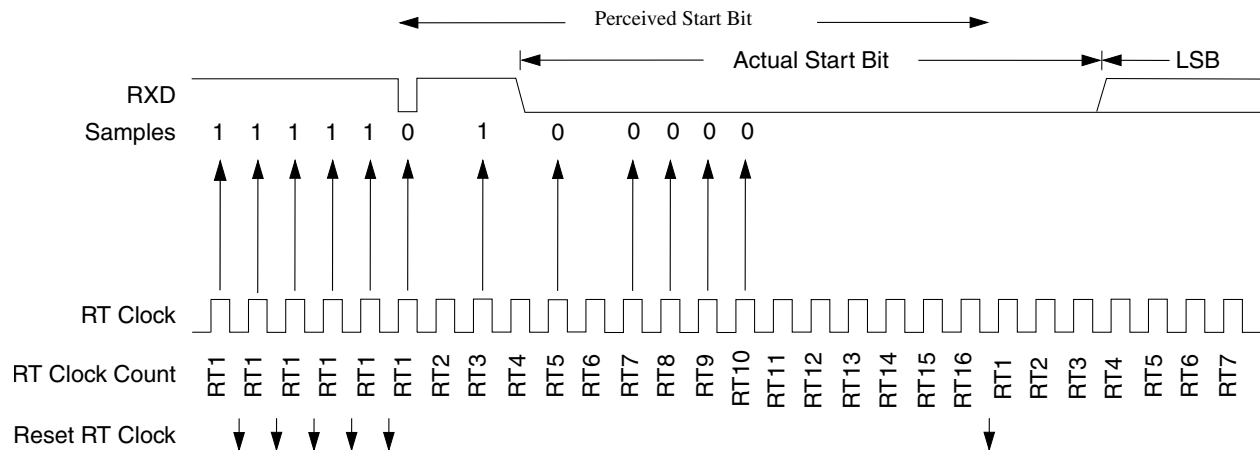 Perceived Start Bit
Actual Start Bit LSB
RXD
Samples 1 1 1 1 1 0 1 0 0 0 0 0
RT Clock
RT Clock Count RT1 RT1 RT1 RT1 RT1 RT1 RT2 RT3 RT4 RT5 RT6 RT7 RT8 RT9 RT10 RT11 RT12 RT13 RT14 RT15 RT16 RT1 RT2 RT3 RT4 RT5 RT6 RT7
Reset RT Clock